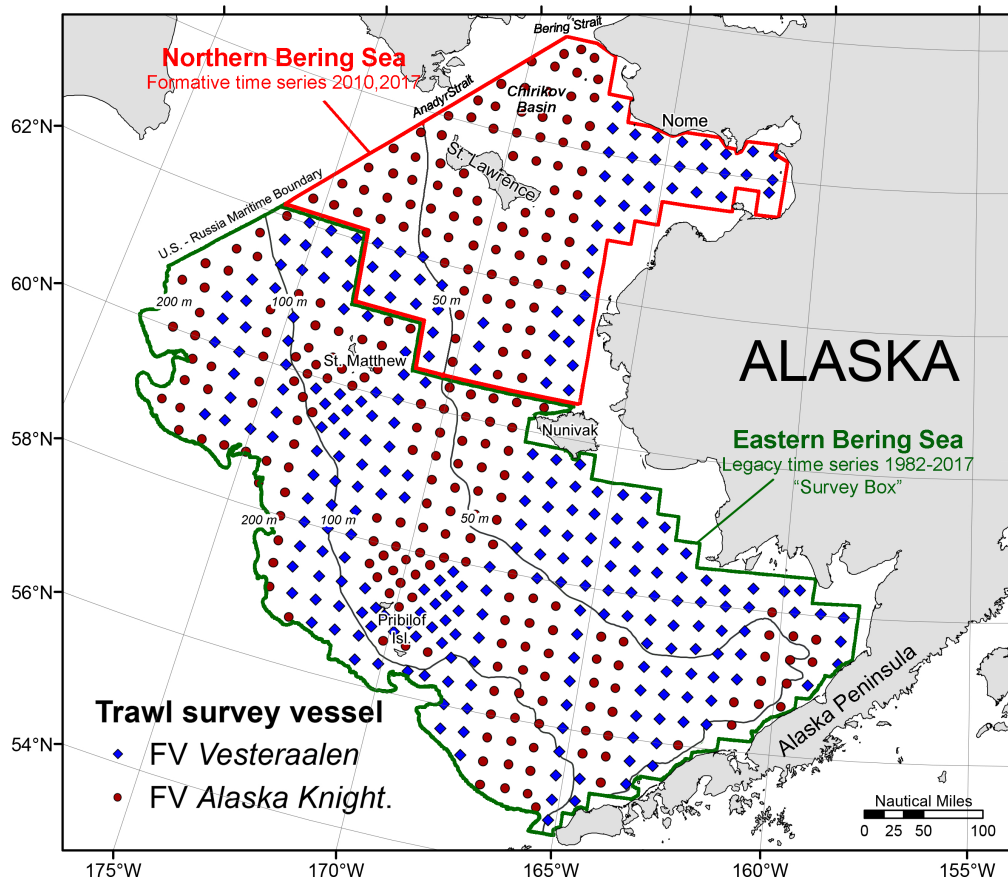 Bering Strait
Northern Bering Sea
Formative time series 2010,2017
Anadyr Strait
Chirikov
Basin
62°N
Nome
St. Lawrence
U.S. - Russia Maritime Boundary
60°N
200 m
100 m
50 m
St. Matthew
ALASKA
58°N
Nunivak
Eastern Bering Sea
Legacy time series 1982-2017
“Survey Box”
200 m
100 m
50 m
56°N
Pribilof
Isl.
Alaska Peninsula
Trawl survey vessel
54°N
FV Vesteraalen
FV Alaska Knight.
Nautical Miles
0 25 50 100
175°W 170°W 165°W 160°W 155°W